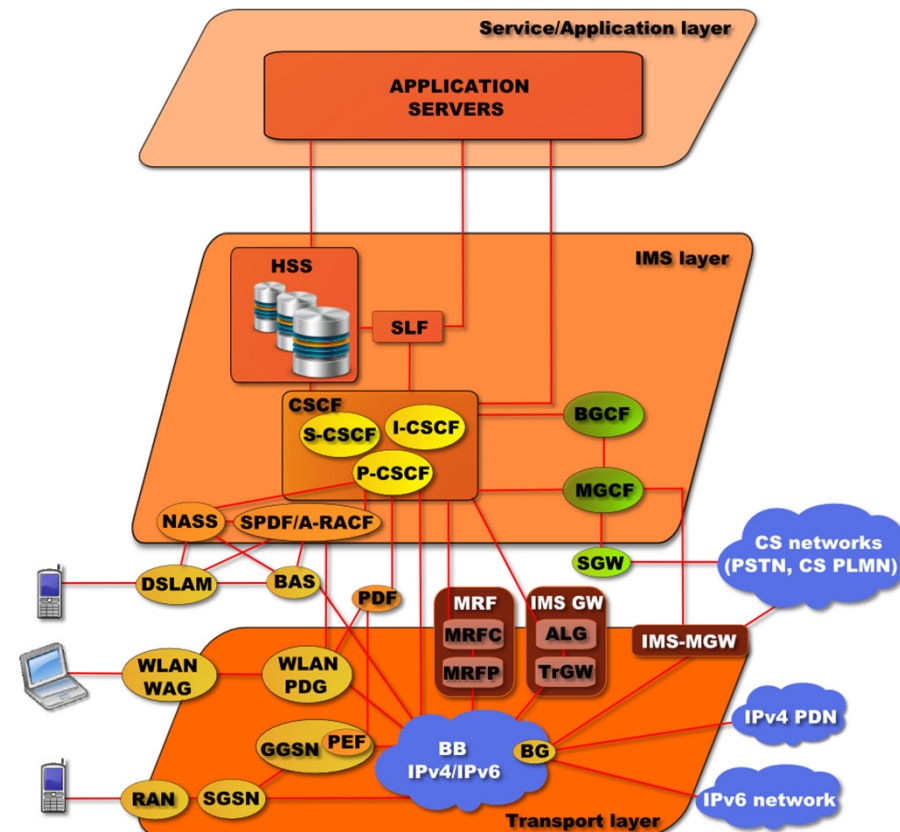 Service/Application layer
APPLICATION
SERVERS
IMS layer
HSS
SLF
CSCF
S-CSCF
I-CSCF
P-CSCF
BGCF
MGCF
NASS
SPDF/A-RACF
SGW
CS networks
(PSTN, CS PLMN)
DSLAM
BAS
PDF
MRF
MRFC
MRFP
IMS GW
ALG
TrGW
IMS-MGW
WLAN
WAG
WLAN
PDG
GGSN
PEF
BB
IPv4/IPv6
BG
IPv4 PDN
RAN
SGSN
IPv6 network
Transport layer